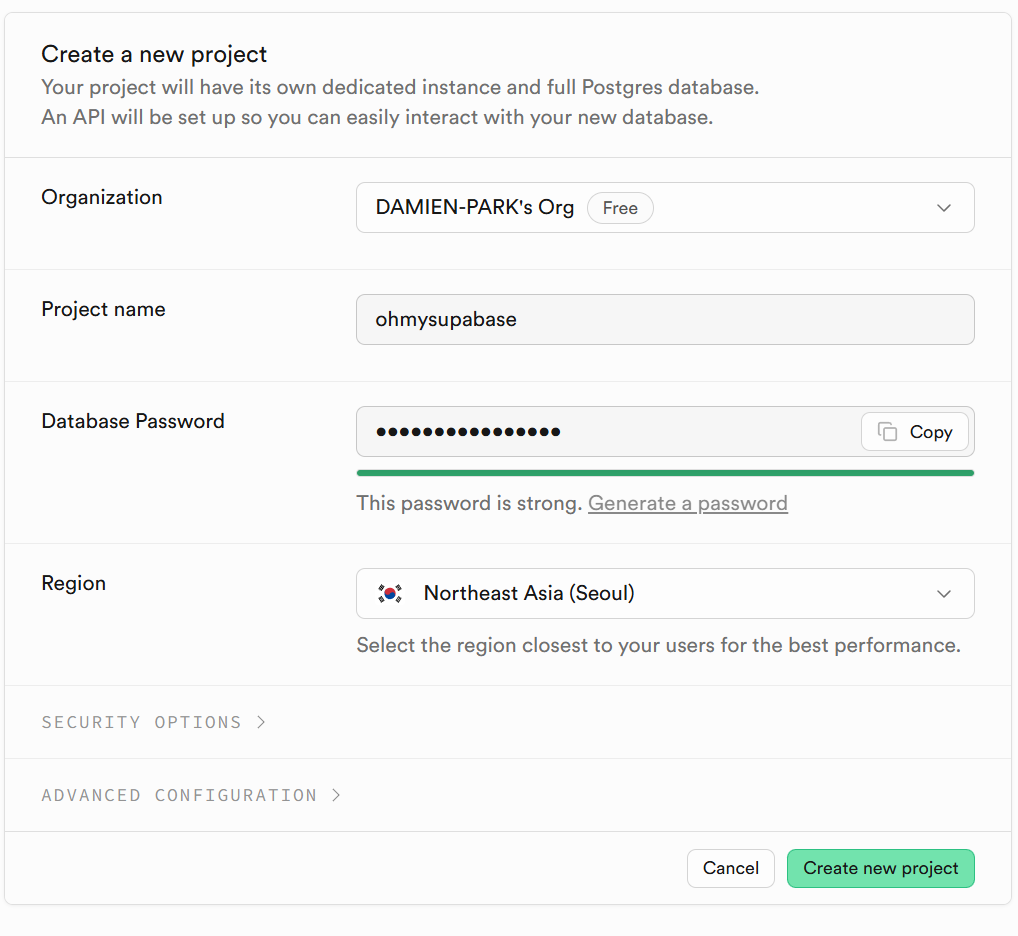 Create a new project
Your project will have its own dedicated instance and full Postgres database.
An API will be set up so you can easily interact with your new database.
Organization
DAMIEN-PARK's Org Free
Project name
ohmysupabase
Database Password
••••••••••••••••
Copy
This password is strong. Generate a password
Region
Northeast Asia (Seoul)
Select the region closest to your users for the best performance.
SECURITY OPTIONS >
ADVANCED CONFIGURATION >
Cancel
Create new project